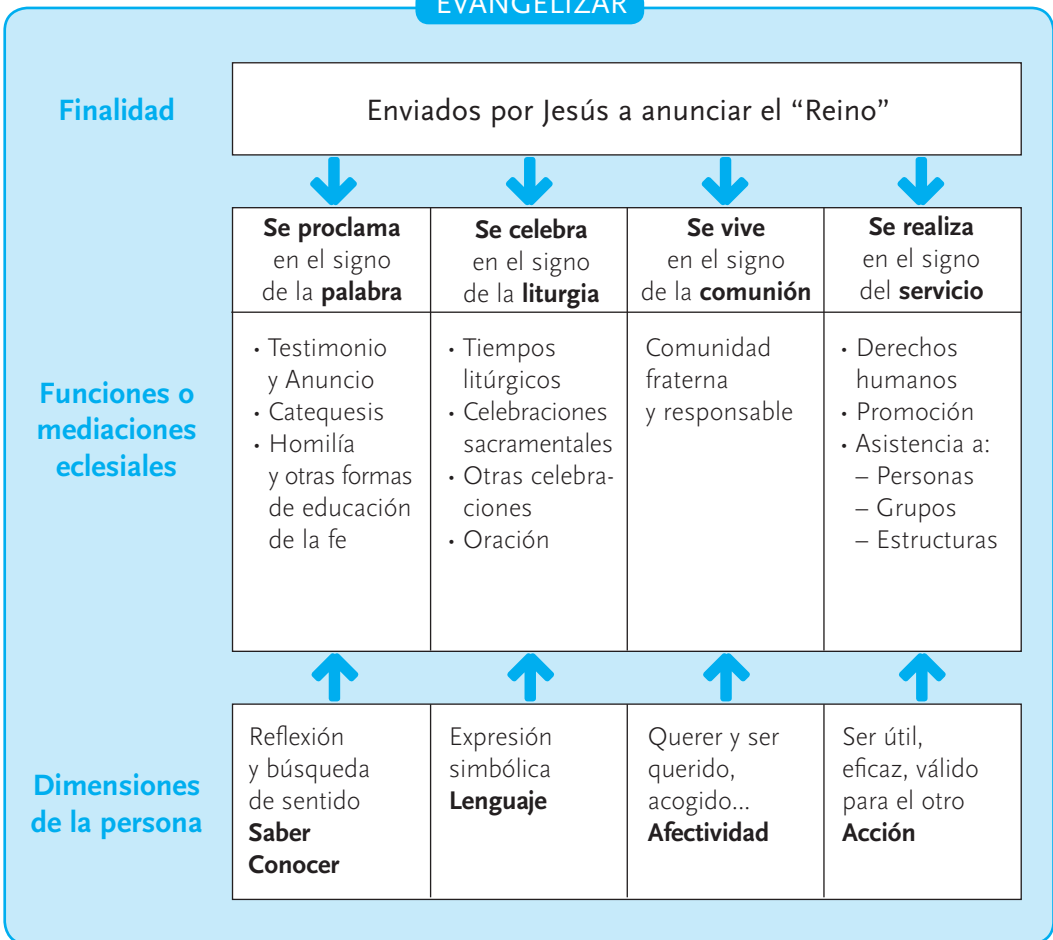 EVANGELIZAR
Finalidad
Enviados por Jesús a anunciar el “Reino”
Funciones o
mediaciones
eclesiales
Se proclama
en el signo
de la palabra
• Testimonio
y Anuncio
• Catequesis
• Homilía
y otras formas
de educación
de la fe
Se celebra
en el signo
de la liturgia
• Tiempos
litúrgicos
• Celebraciones
sacramentales
• Otras celebra-
ciones
• Oración
Se vive
en el signo
de la comunión
Comunidad
fraterna
y responsable
Se realiza
en el signo
del servicio
• Derechos
humanos
• Promoción
• Asistencia a:
– Personas
– Grupos
– Estructuras
Dimensiones
de la persona
Reflexión
y búsqueda
de sentido
Saber
Conocer
Expresión
simbólica
Lenguaje
Querer y ser
querido,
acogido...
Afectividad
Ser útil,
eficaz, válido
para el otro
Acción